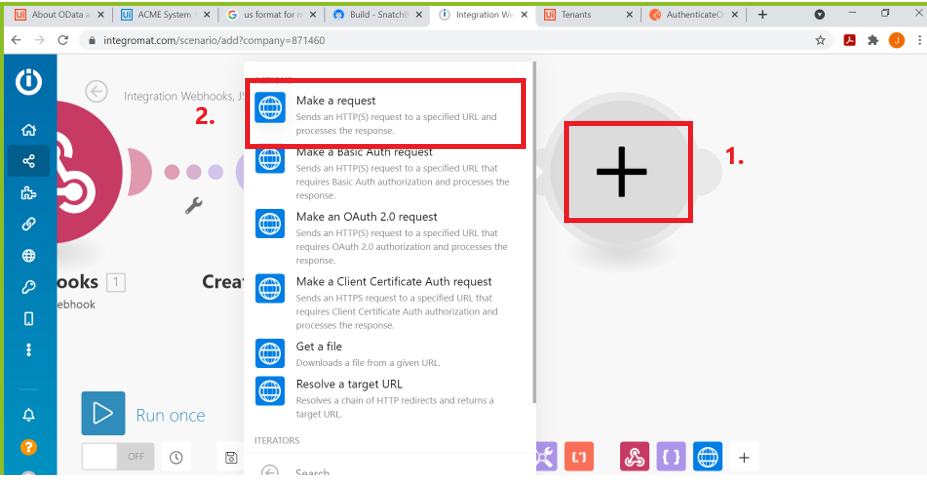 About OData a
ACME System
us format for m
Build - SnatchB
Integration We
Tenants
AuthenticateO
integromat.com/scenario/add?company=871460
J
Integration Webhooks, JS
ACTIONS
2.
Make a request
Sends an HTTP(S) request to a specified URL and
processes the response.
1.
Make a Basic Auth request
Sends an HTTP(S) request to a specified URL that
requires Basic Auth authorization and processes the
response.
Make an OAuth 2.0 request
Sends an HTTP(S) request to a specified URL that
requires OAuth 2.0 authorization and processes the
response.
ooks 1
Crea
ebhook
Make a Client Certificate Auth request
Sends an HTTPS request to a specified URL that
requires Client Certificate Auth authorization and
processes the response.
Get a file
Downloads a file from a given URL.
Resolve a target URL
Resolves a chain of HTTP redirects and returns a
target URL.
Run once
ITERATORS
OFF
Search